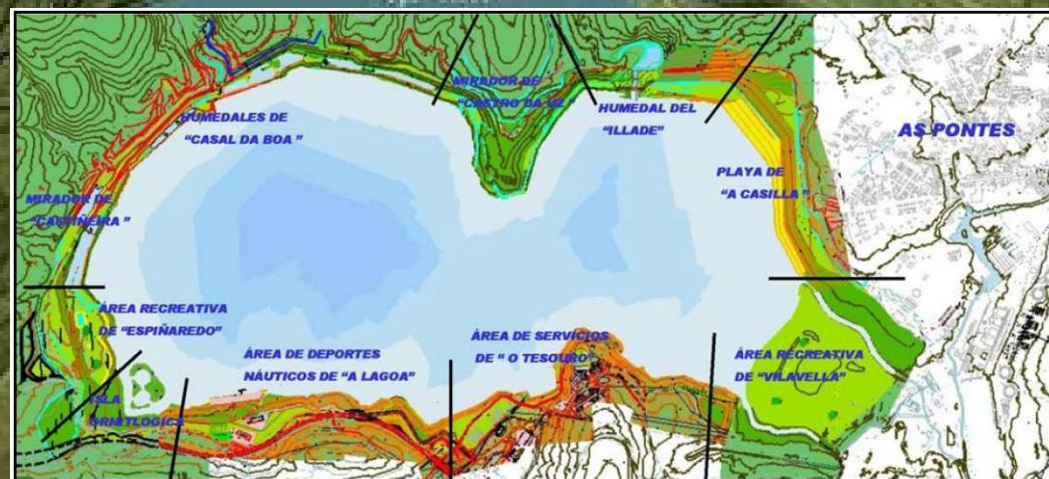 MIRADOR DE
"CASTRO DA UZ"
HUMEDALES DE
"CASAL DA BOA"
HUMEDAL DEL
"ILLADE"
AS PONTES
PLAYA DE
"A CASILLA"
MIRADOR DE
"CASTIÑEIRA"
ÁREA RECREATIVA
DE "ESPIÑAREDO"
ÁREA DE DEPORTES
NÁUTICOS DE "A LAGOA"
ÁREA DE SERVICIOS
DE " O TESOURO"
ÁREA RECREATIVA
DE "VILAVELLA"
ISLA
ORNITLOGICA